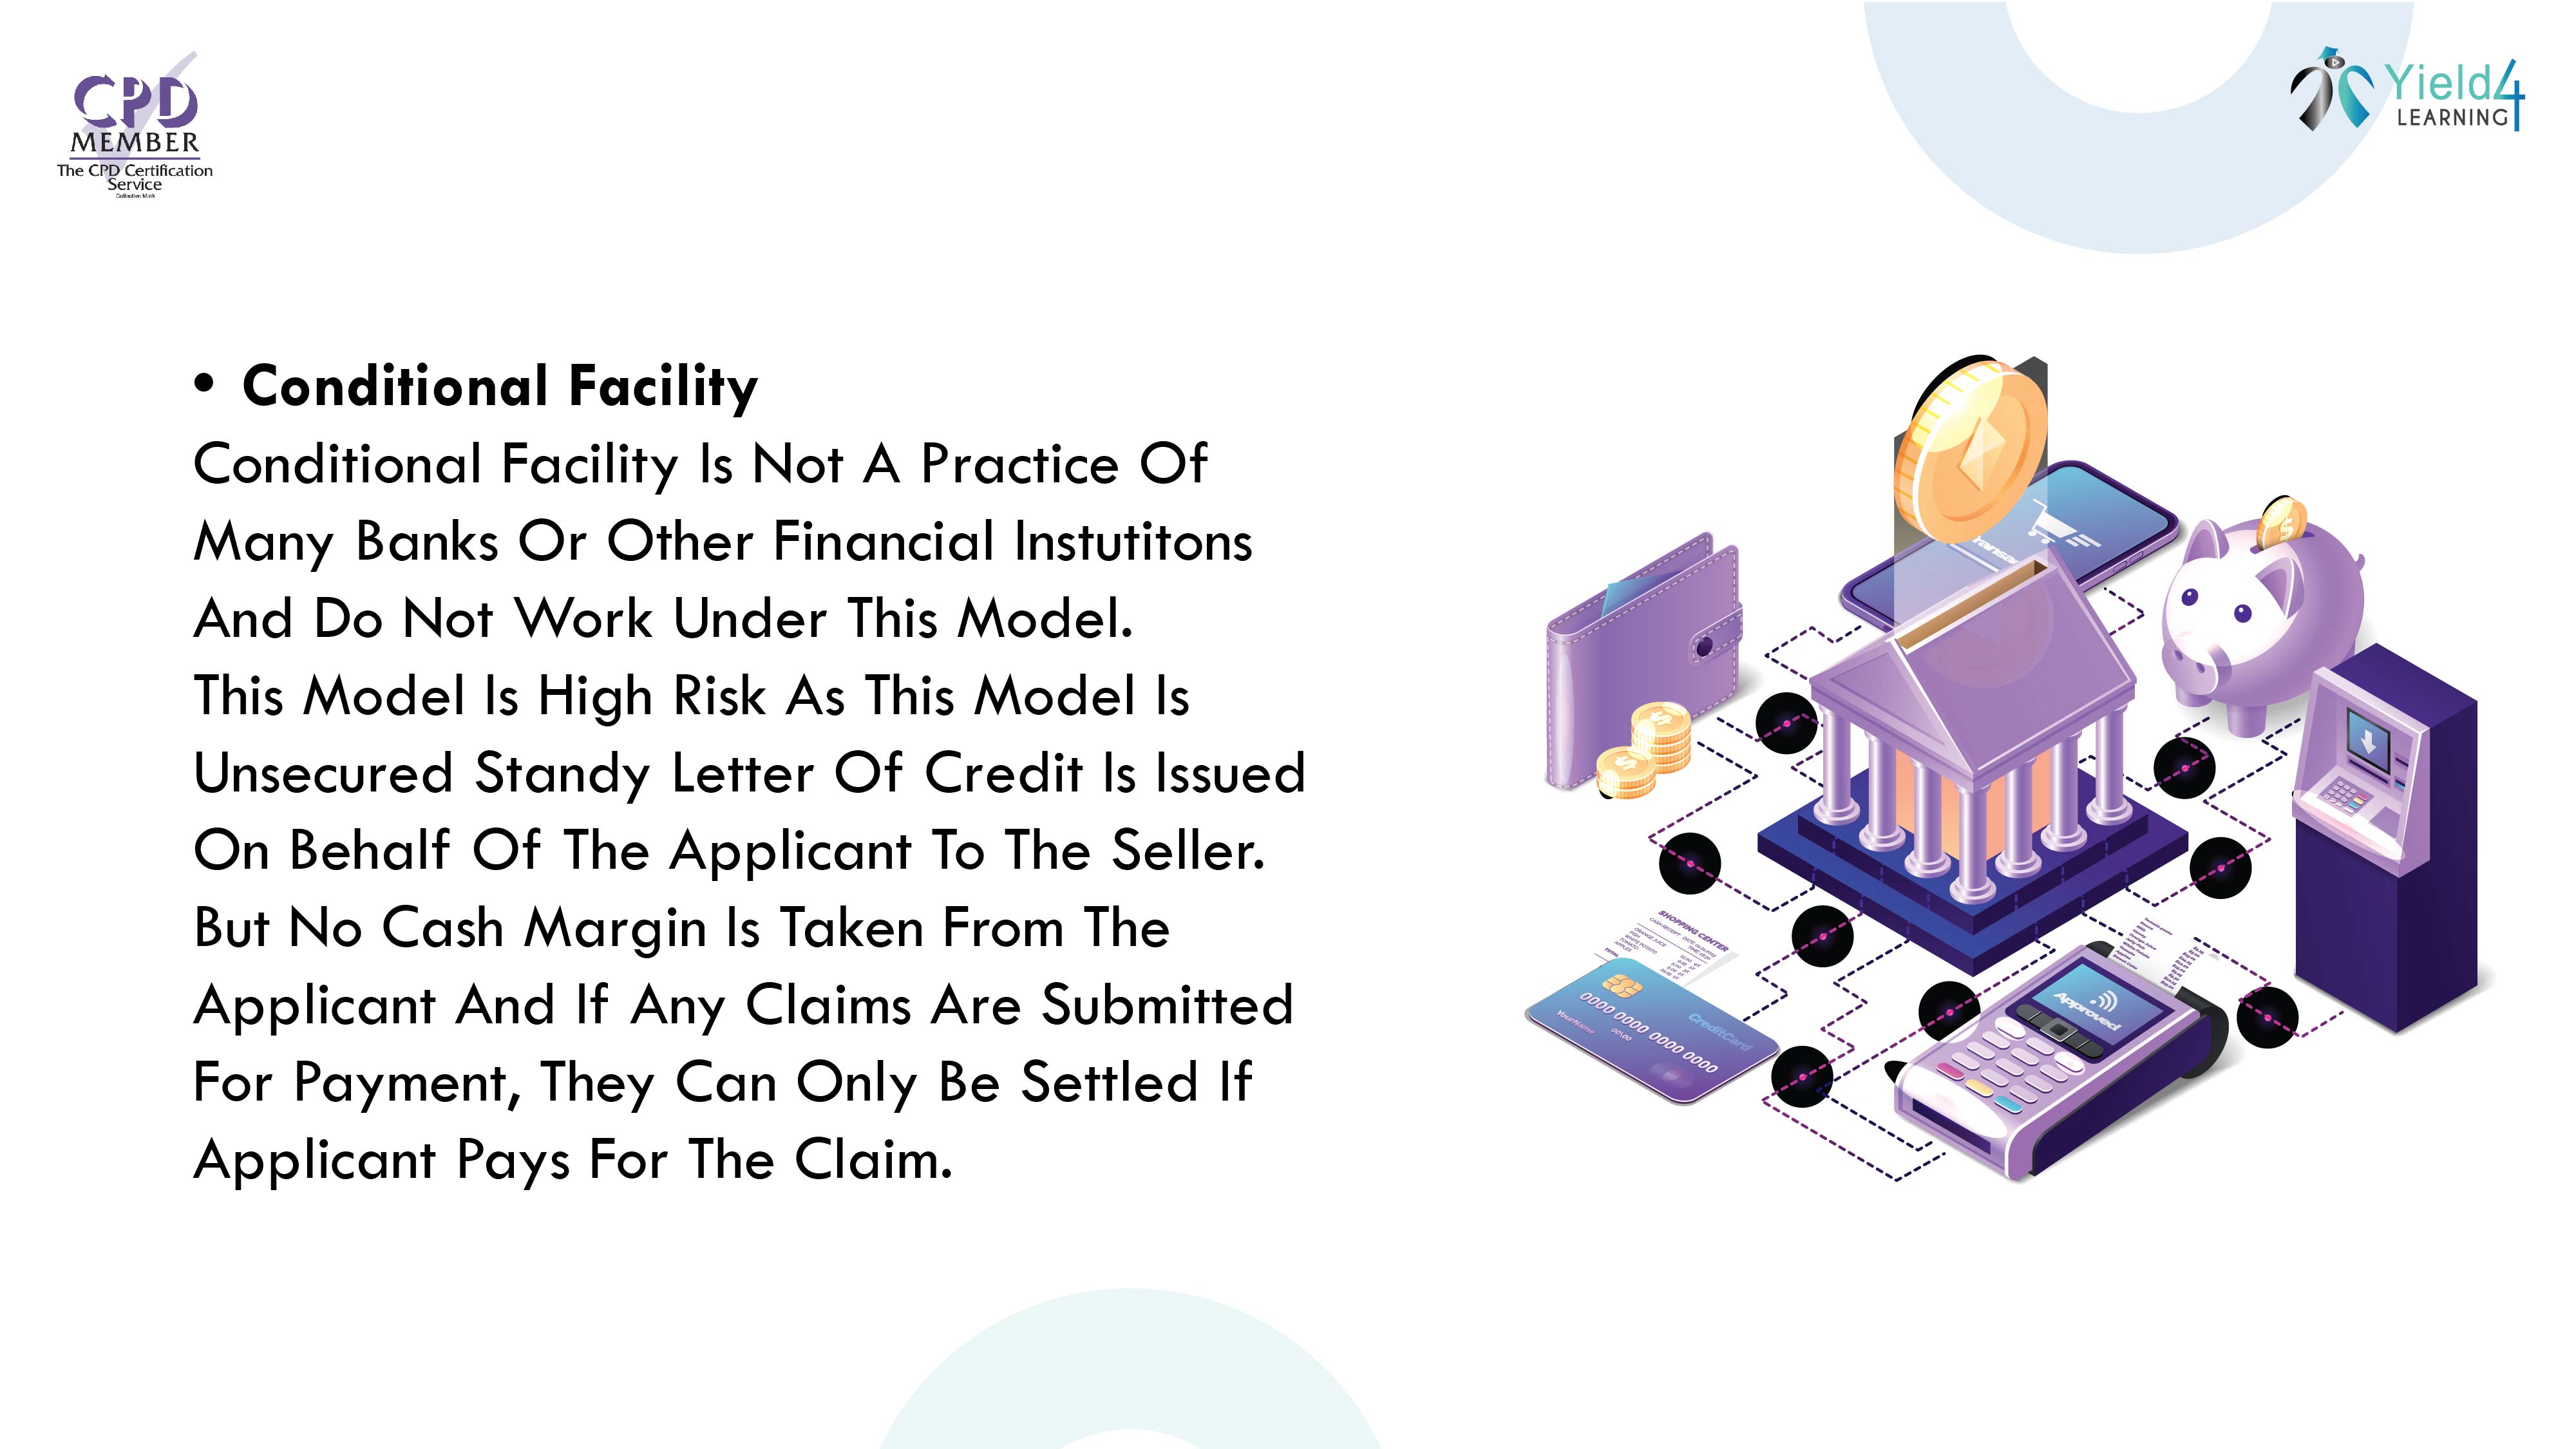 CPD
MEMBER
The CPD Certification
Service
Collective Mark
Yield4
LEARNING
• Conditional Facility
Conditional Facility Is Not A Practice Of
Many Banks Or Other Financial Instutitons
And Do Not Work Under This Model.
This Model Is High Risk As This Model Is
Unsecured Standy Letter Of Credit Is Issued
On Behalf Of The Applicant To The Seller.
But No Cash Margin Is Taken From The
Applicant And If Any Claims Are Submitted
For Payment, They Can Only Be Settled If
Applicant Pays For The Claim.
SHOPPING CENTER
CreditCard
0000 0000 0000 0000
YourName
00\00
Approved